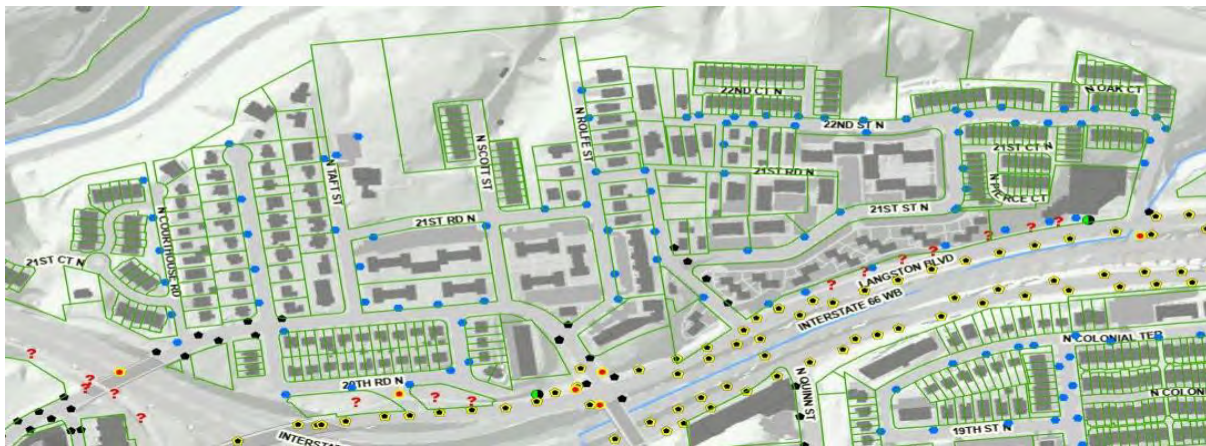 22ND CT N
N OAK CT
22ND ST N
N ROLFE ST
N SCOTT ST
21ST CT N
N TAFT ST
21ST RD N
N PIERCE CT
N COURTHOUSE RD
21ST ST N
21ST RD N
21ST CT N
LANGSTON BLVD
INTERSTATE 66 WB
N COLONIAL TER
20TH RD N
N QUINN ST
N COLON
19TH ST N
INTERST
?
?
?
?
?
?
?
?
?
?
?
?
?